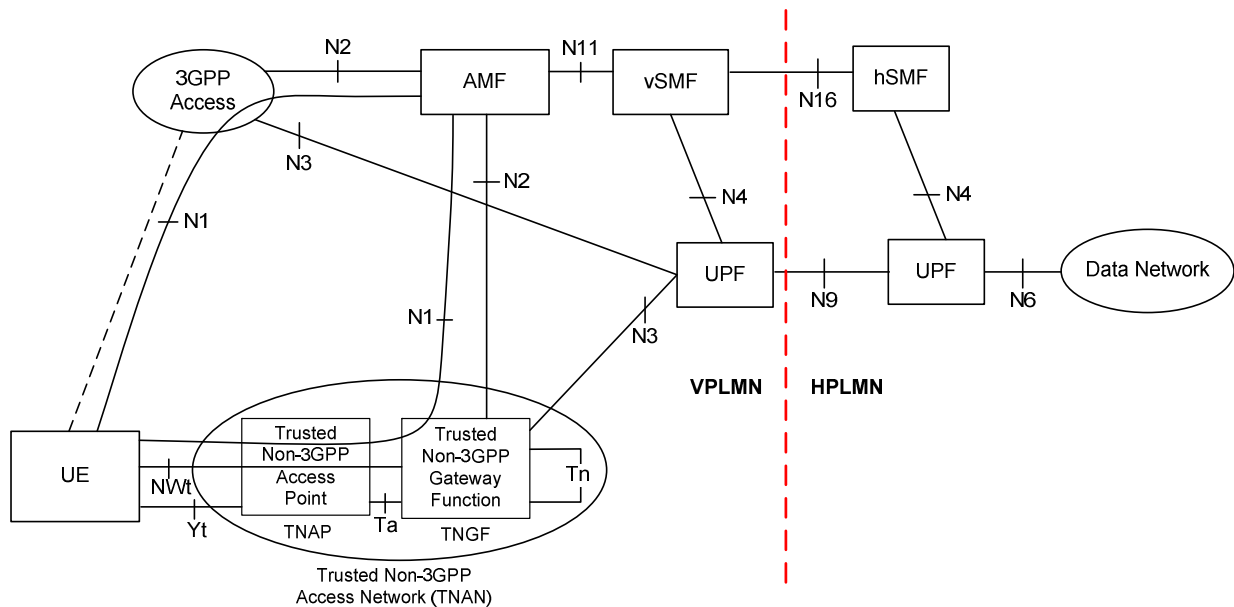 N2
N11
3GPP
Access
AMF
vSMF
hSMF
N16
N3
N2
N1
N4
N4
UPF
UPF
Data Network
N9
N6
N1
N3
VPLMN
HPLMN
UE
Trusted
Non-3GPP
Access
Point
Trusted
Non-3GPP
Gateway
Function
Tn
NWt
Yt
Ta
TNAP
TNGF
Trusted Non-3GPP
Access Network (TNAN)